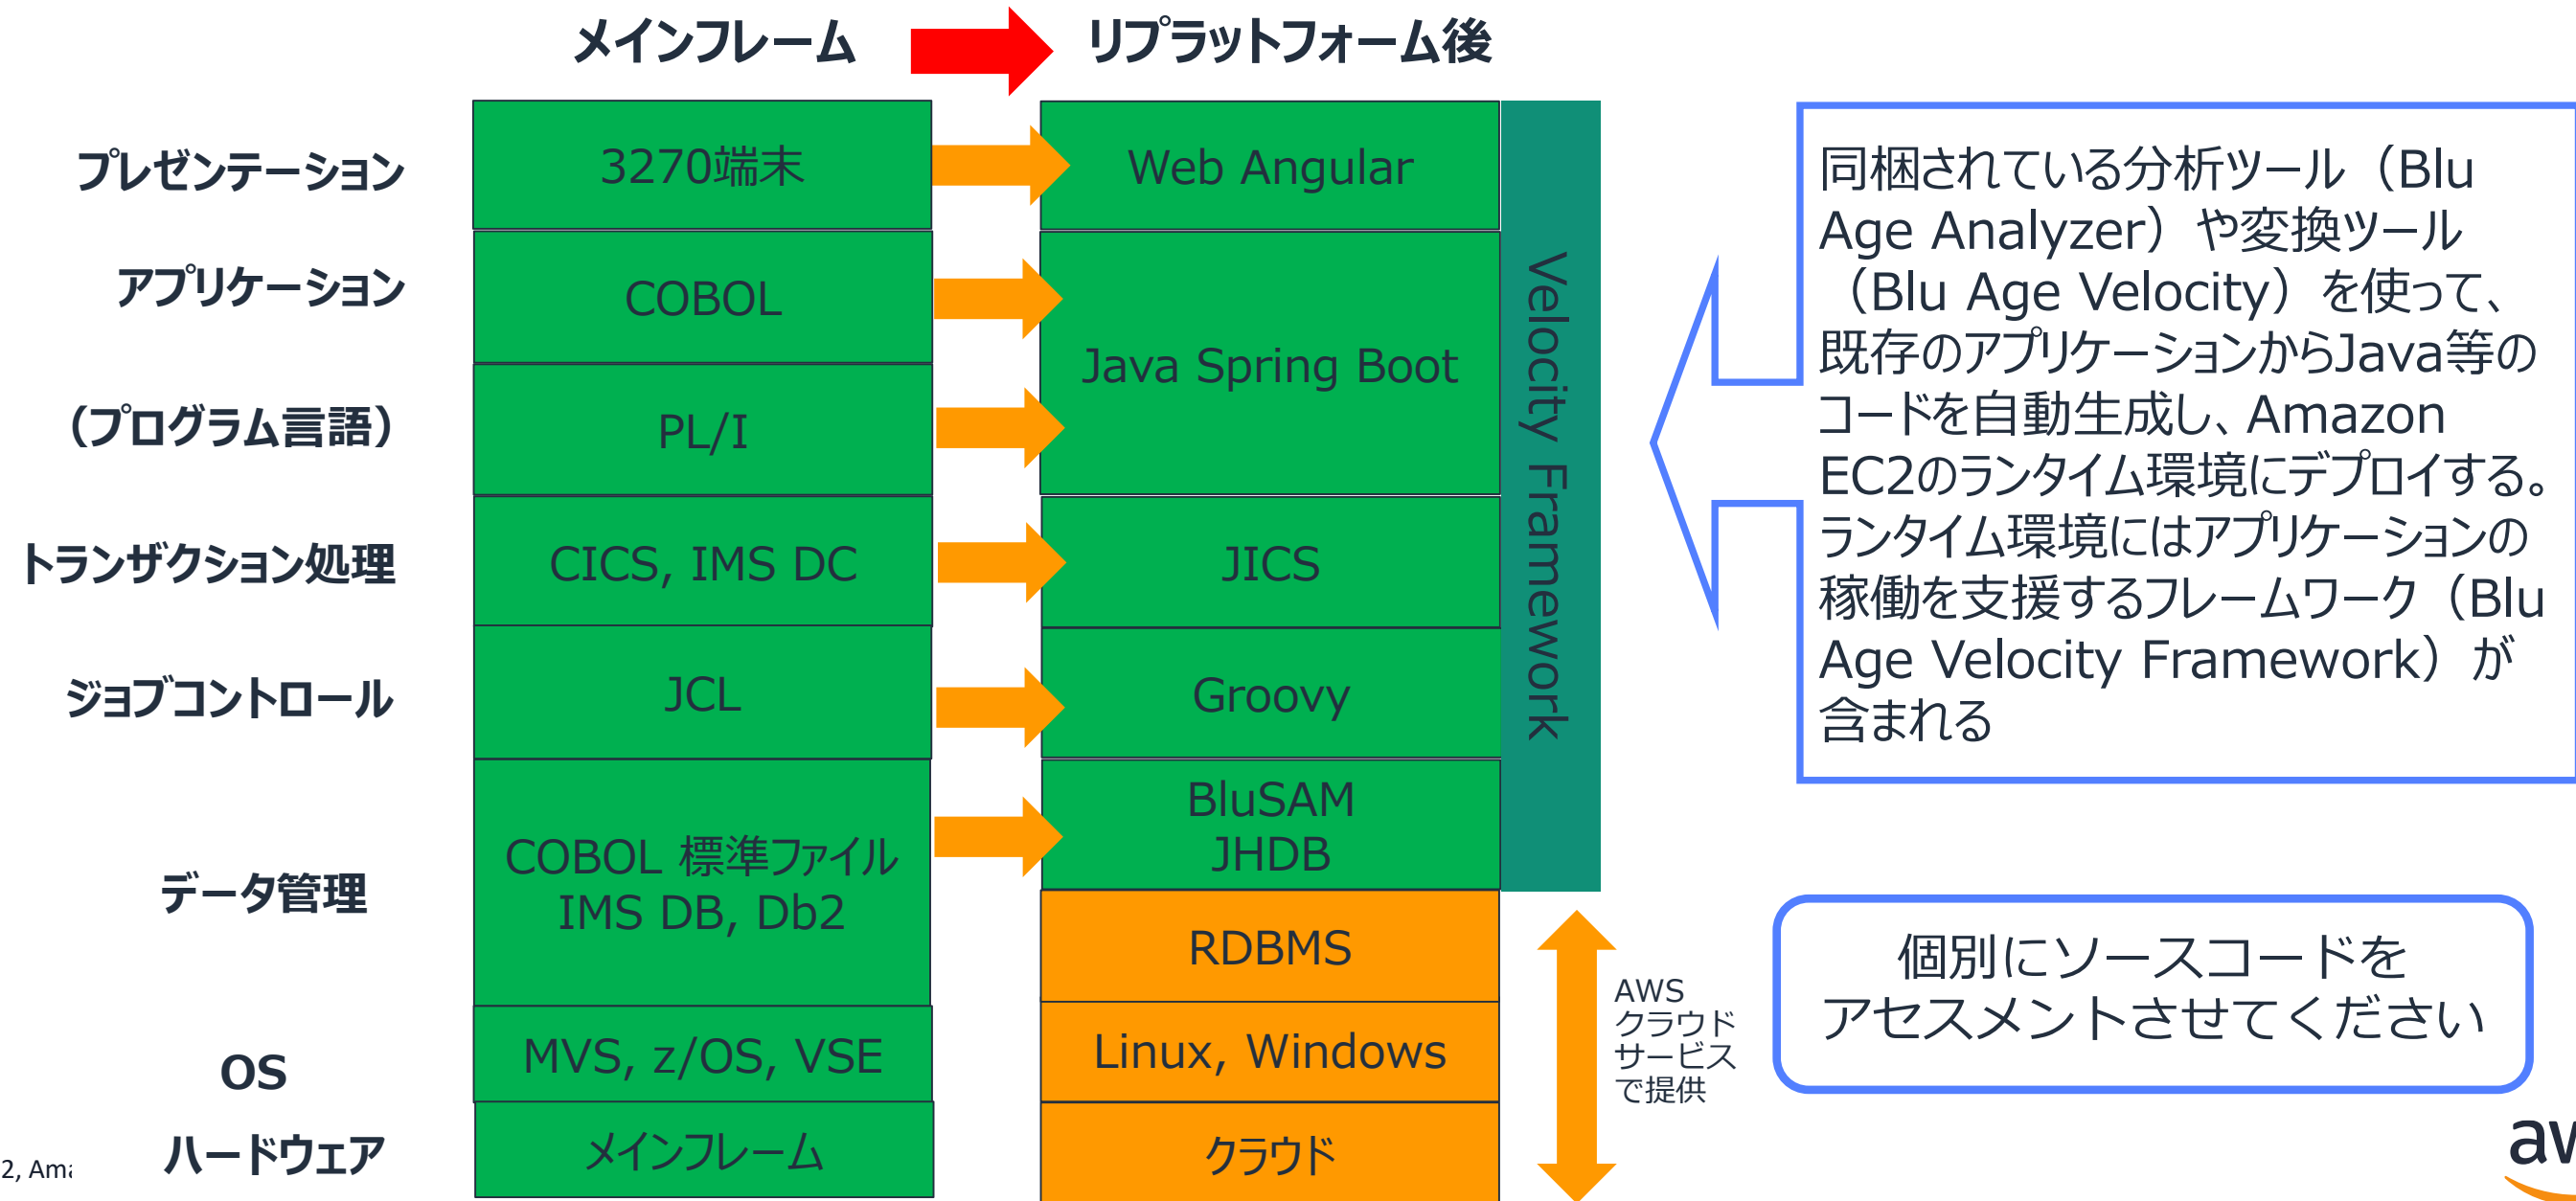 メインフレーム
リプラットフォーム後
プレゼンテーション
3270端末
Web Angular
アプリケーション
COBOL
Java Spring Boot
（プログラム言語）
PL/I
トランザクション処理
CICS, IMS DC
JICS
ジョブコントロール
JCL
Groovy
データ管理
COBOL 標準ファイル
IMS DB, Db2
BluSAM
JHDB
RDBMS
OS
MVS, z/OS, VSE
Linux, Windows
ハードウェア
メインフレーム
クラウド
Velocity Framework
AWS
クラウド
サービス
で提供
同梱されている分析ツール（Blu
Age Analyzer）や変換ツール
（Blu Age Velocity）を使って、
既存のアプリケーションからJava等の
コードを自動生成し、Amazon
EC2のランタイム環境にデプロイする。
ランタイム環境にはアプリケーションの
稼働を支援するフレームワーク（Blu
Age Velocity Framework）が
含まれる
個別にソースコードを
アセスメントさせてください
2, Ama